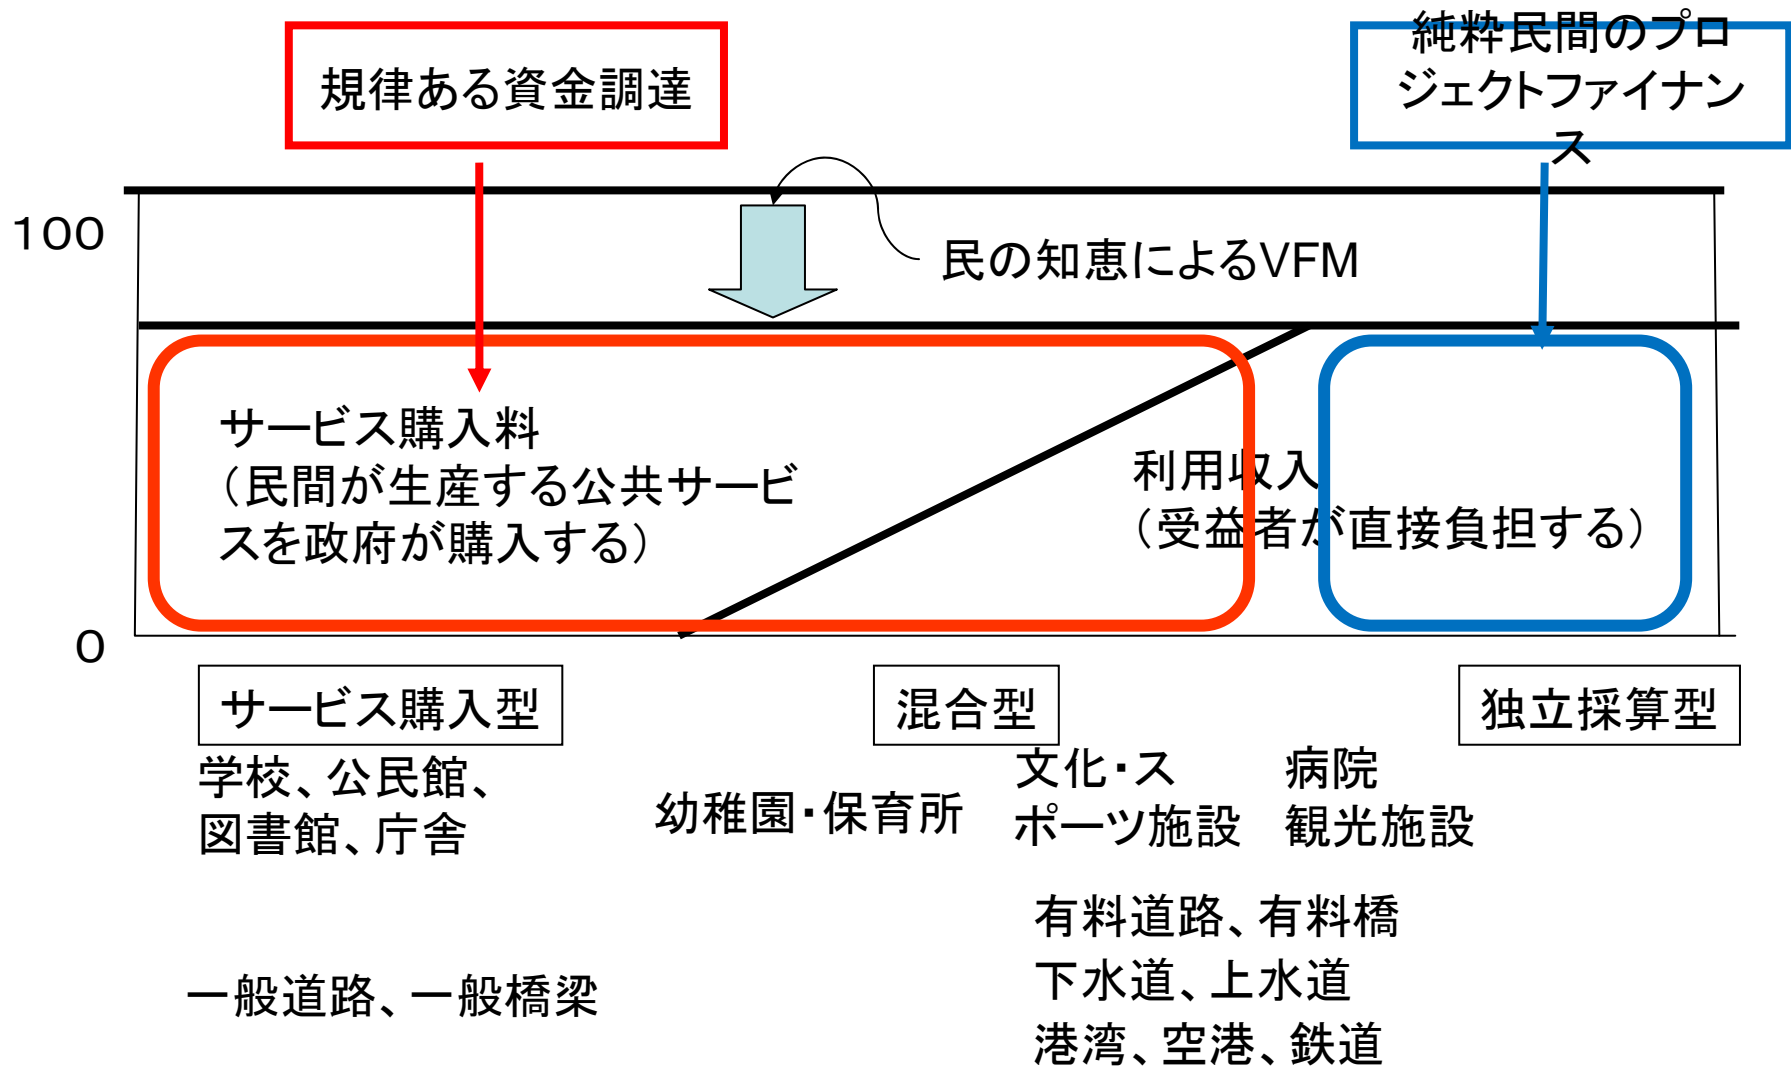 規律ある資金調達
純粋民間のプロ
ジェクトファイナン
ス
100
民の知恵によるVFM
サービス購入料
（民間が生産する公共サービ
スを政府が購入する）
利用収入
（受益者が直接負担する）
0
サービス購入型
混合型
独立採算型
学校、公民館、
図書館、庁舎
幼稚園・保育所
文化・ス
ポーツ施設
病院
観光施設
有料道路、有料橋
下水道、上水道
港湾、空港、鉄道
一般道路、一般橋梁